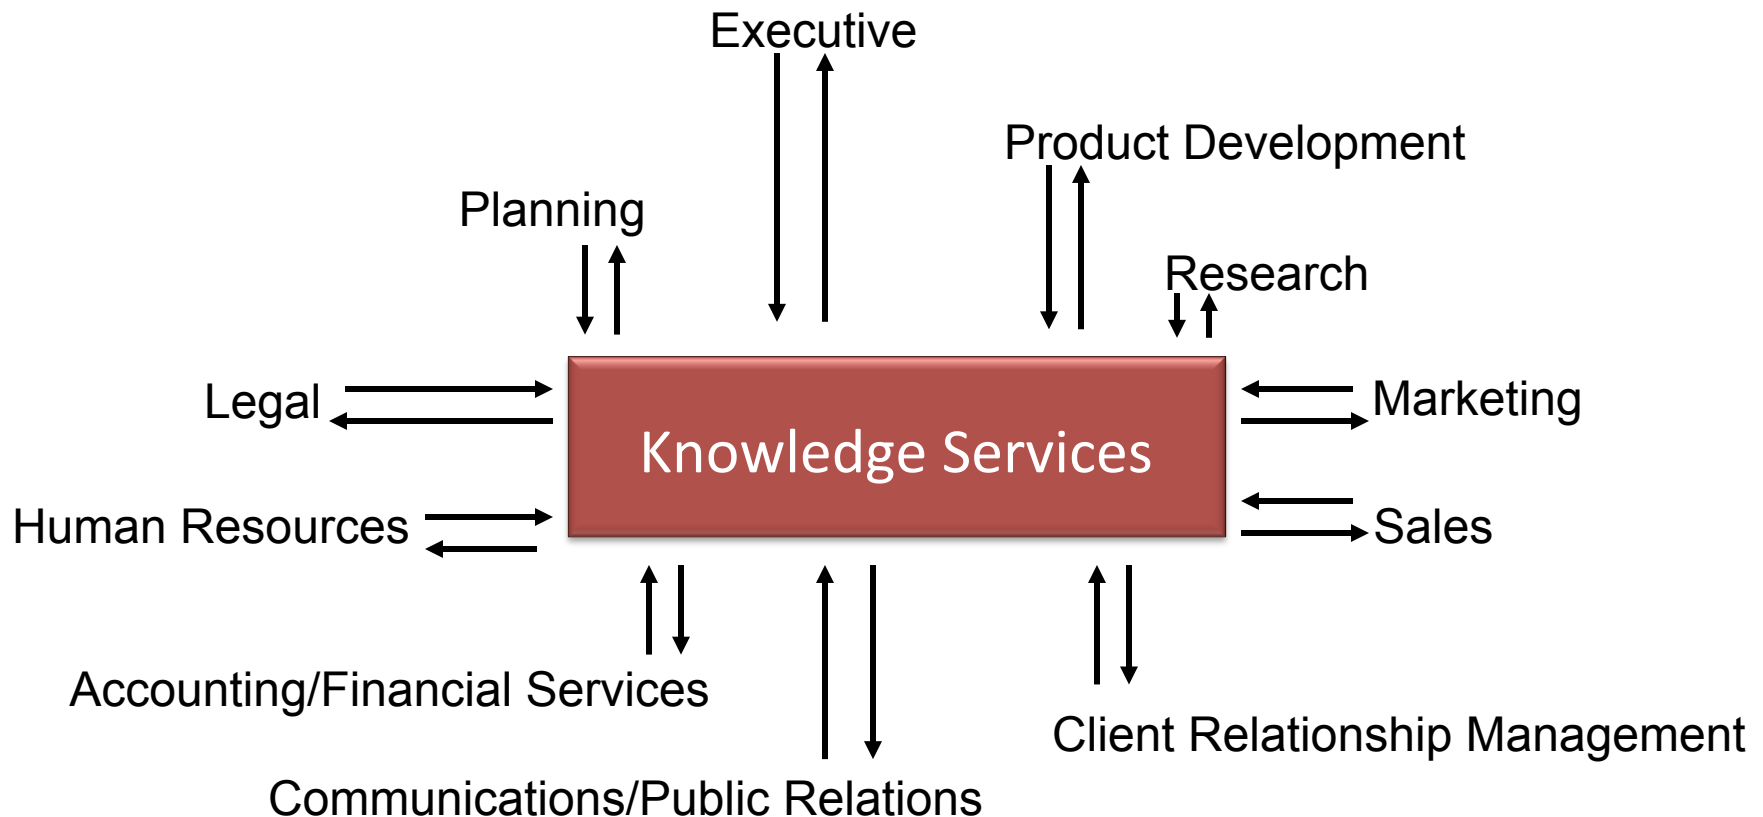 Executive
Product Development
Planning
Research
Legal
Marketing
Knowledge Services
Human Resources
Sales
Accounting/Financial Services
Client Relationship Management
Communications/Public Relations